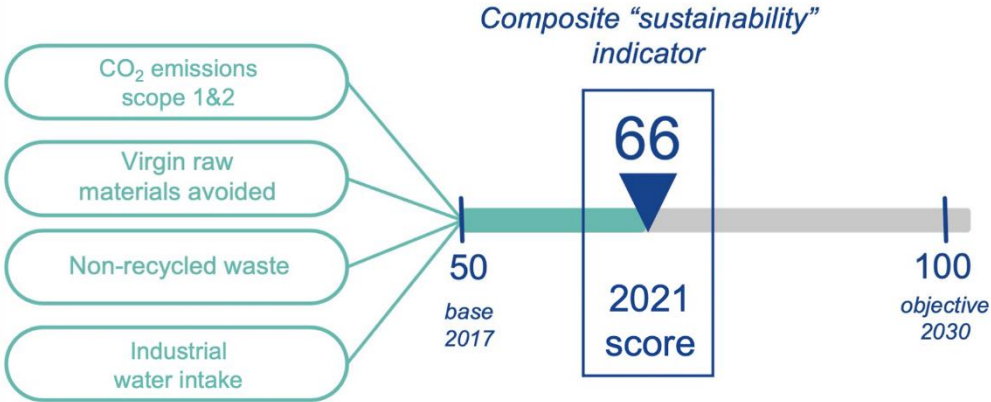 Composite “sustainability”
indicator
CO₂ emissions
scope 1&2
Virgin raw
materials avoided
Non-recycled waste
Industrial
water intake
66
50
base
2017
2021
score
100
objective
2030